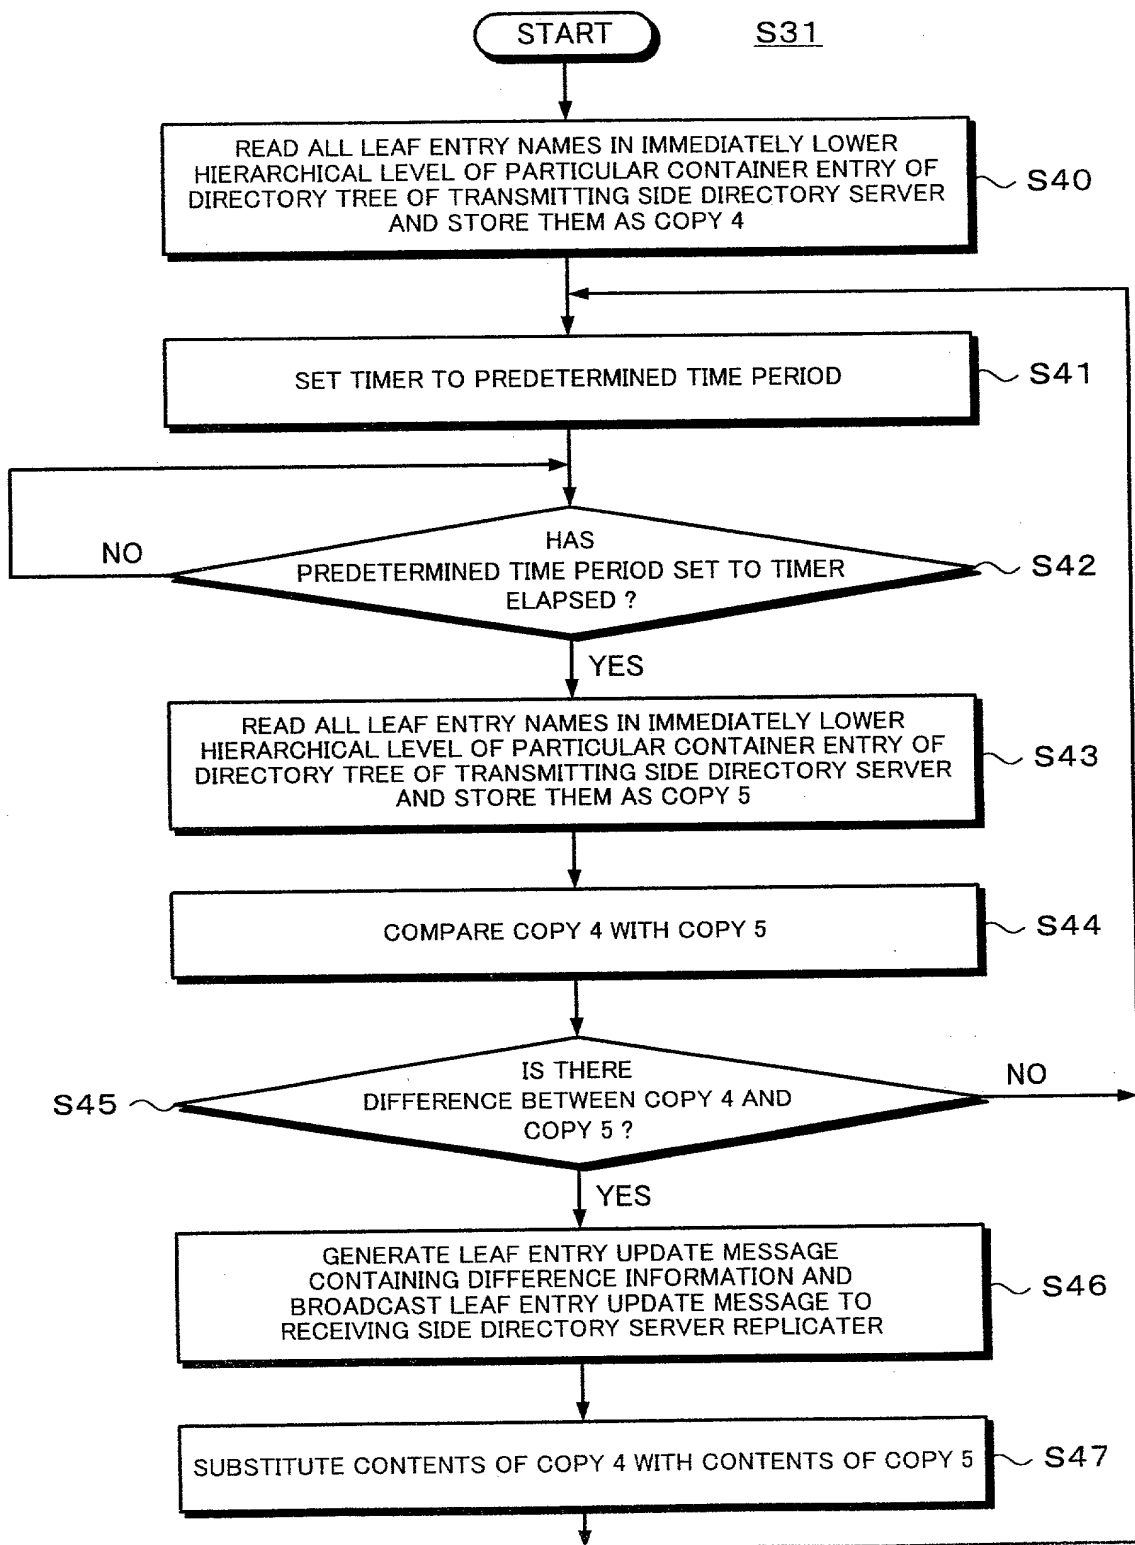 START
S31
READ ALL LEAF ENTRY NAMES IN IMMEDIATELY LOWER
HIERARCHICAL LEVEL OF PARTICULAR CONTAINER ENTRY OF
DIRECTORY TREE OF TRANSMITTING SIDE DIRECTORY SERVER
AND STORE THEM AS COPY 4
S40
SET TIMER TO PREDETERMINED TIME PERIOD
S41
NO
HAS
PREDETERMINED TIME PERIOD SET TO TIMER
ELAPSED ?
S42
YES
READ ALL LEAF ENTRY NAMES IN IMMEDIATELY LOWER
HIERARCHICAL LEVEL OF PARTICULAR CONTAINER ENTRY OF
DIRECTORY TREE OF TRANSMITTING SIDE DIRECTORY SERVER
AND STORE THEM AS COPY 5
S43
COMPARE COPY 4 WITH COPY 5
S44
S45
IS THERE
DIFFERENCE BETWEEN COPY 4 AND
COPY 5 ?
NO
YES
GENERATE LEAF ENTRY UPDATE MESSAGE
CONTAINING DIFFERENCE INFORMATION AND
BROADCAST LEAF ENTRY UPDATE MESSAGE TO
RECEIVING SIDE DIRECTORY SERVER REPLICATER
S46
SUBSTITUTE CONTENTS OF COPY 4 WITH CONTENTS OF COPY 5
S47